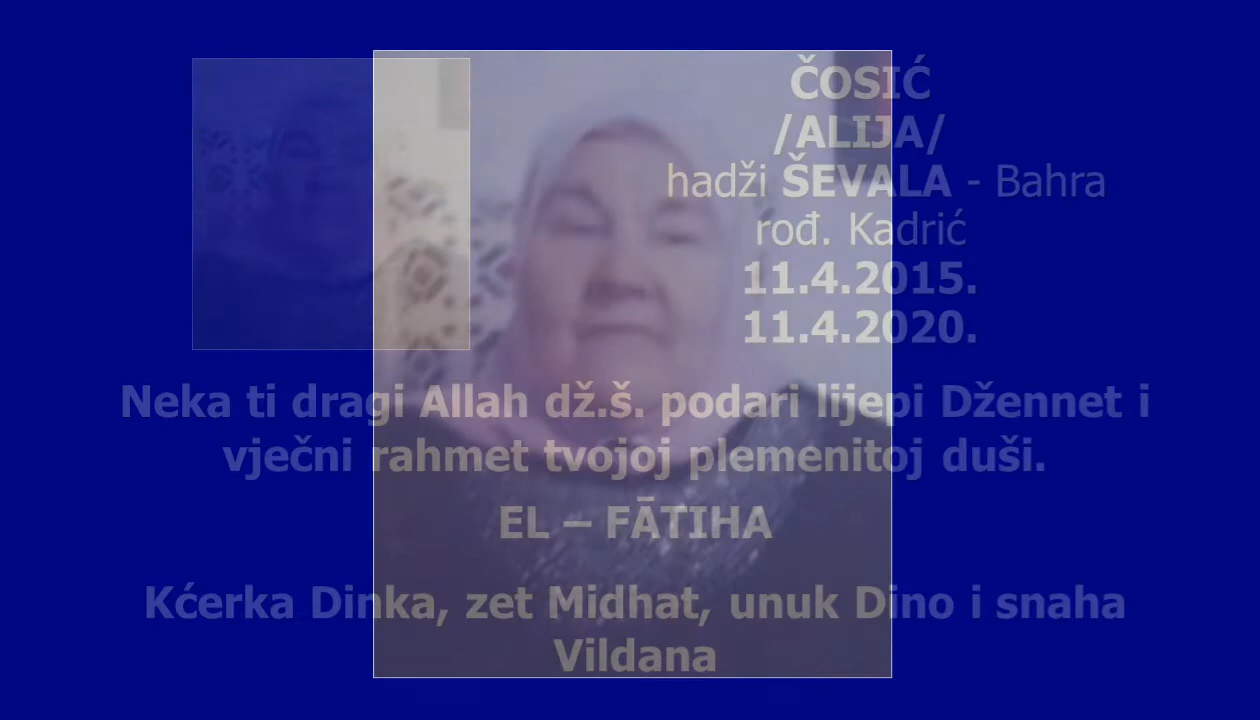 ČOSIĆ
/ALIJA/
hadži ŠEVALA - Bahra
rođ. Kadrić
11.4.2015.
11.4.2020.
Neka ti dragi Allah dž.š. podari lijepi Džennet i
vječni rahmet tvojoj plemenitoj duši.
EL – FĀTIHA
Kćerka Dinka, zet Midhat, unuk Dino i snaha
Vildana